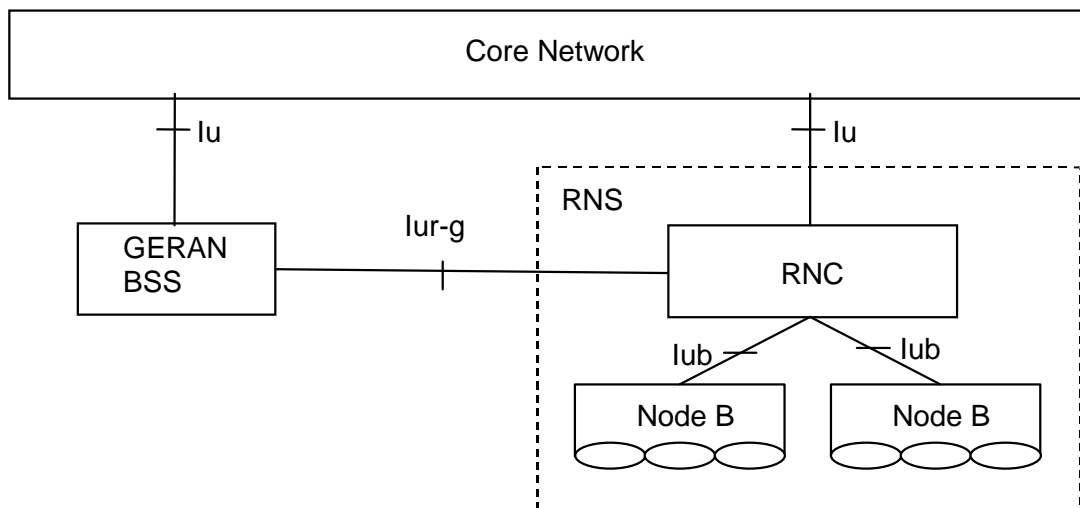 Core Network
Iu
Iu
RNS
Iur-g
GERAN
BSS
RNC
Iub
Iub
Node B
Node B